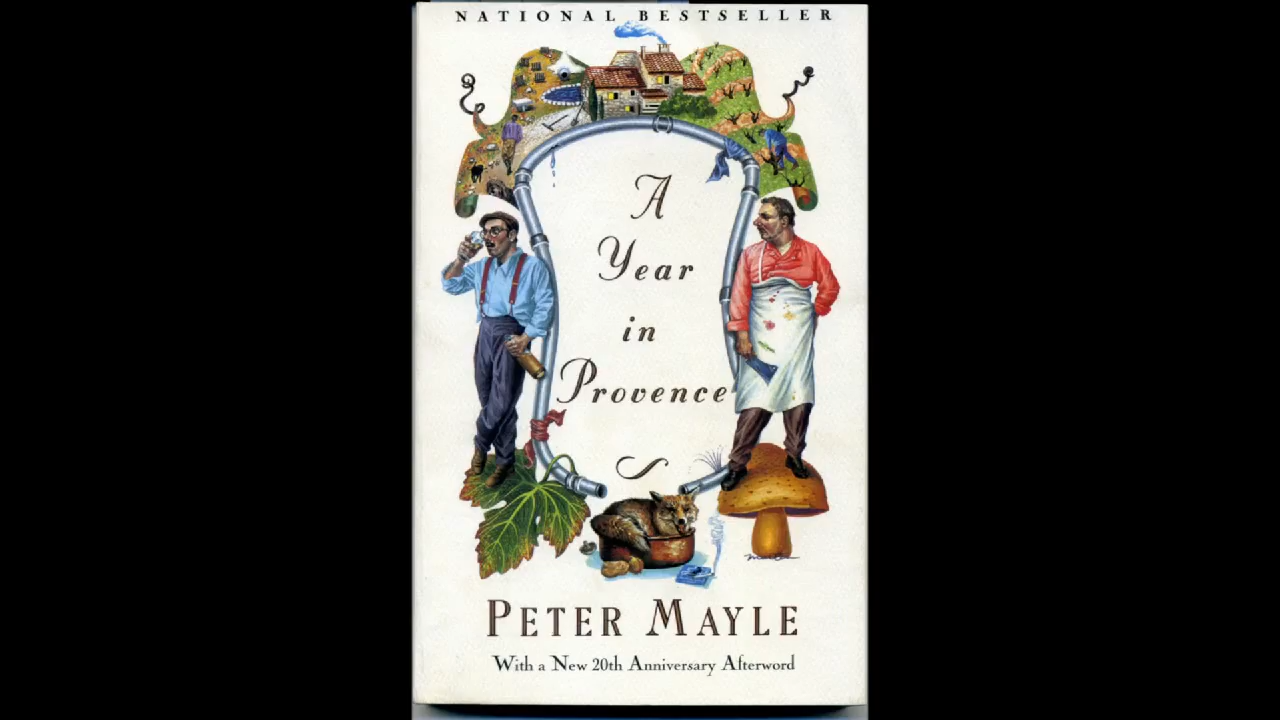 NATIONAL BESTSELLER
A
Year
in
Provence
PETER MAYLE
With a New 20th Anniversary Afterword